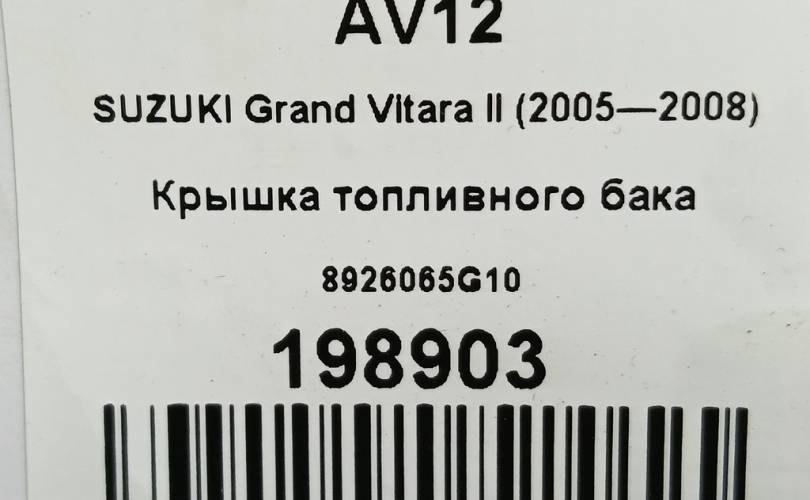 AV12
SUZUKI Grand Vitara II (2005—2008)
Крышка топливного бака
8926065G10
198903